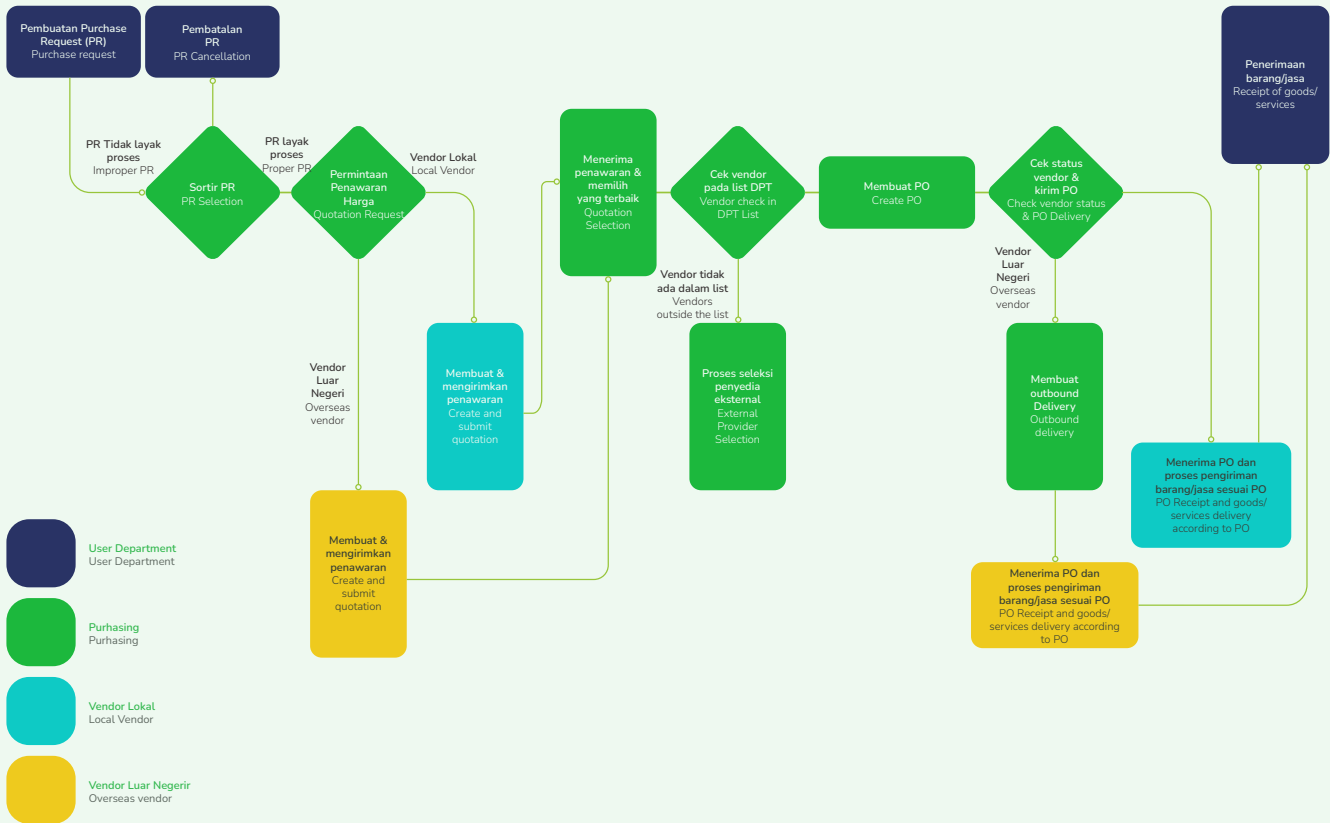 Pembuatan Purchase
Request (PR)
Purchase request
Pembatalan
PR
PR Cancellation
Penerimaan
barang/jasa
Receipt of goods/
services
PR Tidak layak
proses
Improper PR
Sortir PR
PR Selection
PR layak
proses
Proper PR
Permintaan
Penawaran
Harga
Quotation Request
Vendor Lokal
Local Vendor
Menerima
penawaran &
memilih
yang terbaik
Quotation
Selection
Cek vendor
pada list DPT
Vendor check in
DPT List
Membuat PO
Create PO
Cek status
vendor &
kirim PO
Check vendor status
& PO Delivery
Vendor tidak
ada dalam list
Vendors
outside the list
Vendor
Luar
Negeri
Overseas
vendor
Vendor
Luar
Negeri
Overseas
vendor
Membuat &
mengirimkan
penawaran
Create and
submit
quotation
Proses seleksi
penyedia
eksternal
External
Provider
Selection
Membuat
outbound
Delivery
Outbound
delivery
Menerima PO dan
proses pengiriman
barang/jasa sesuai PO
PO Receipt and goods/
services delivery
according to PO
Membuat &
mengirimkan
penawaran
Create and
submit
quotation
Menerima PO dan
proses pengiriman
barang/jasa sesuai PO
PO Receipt and goods/
services delivery according
to PO
User Department
User Department
Purhasing
Purhasing
Vendor Lokal
Local Vendor
Vendor Luar Negerir
Overseas vendor